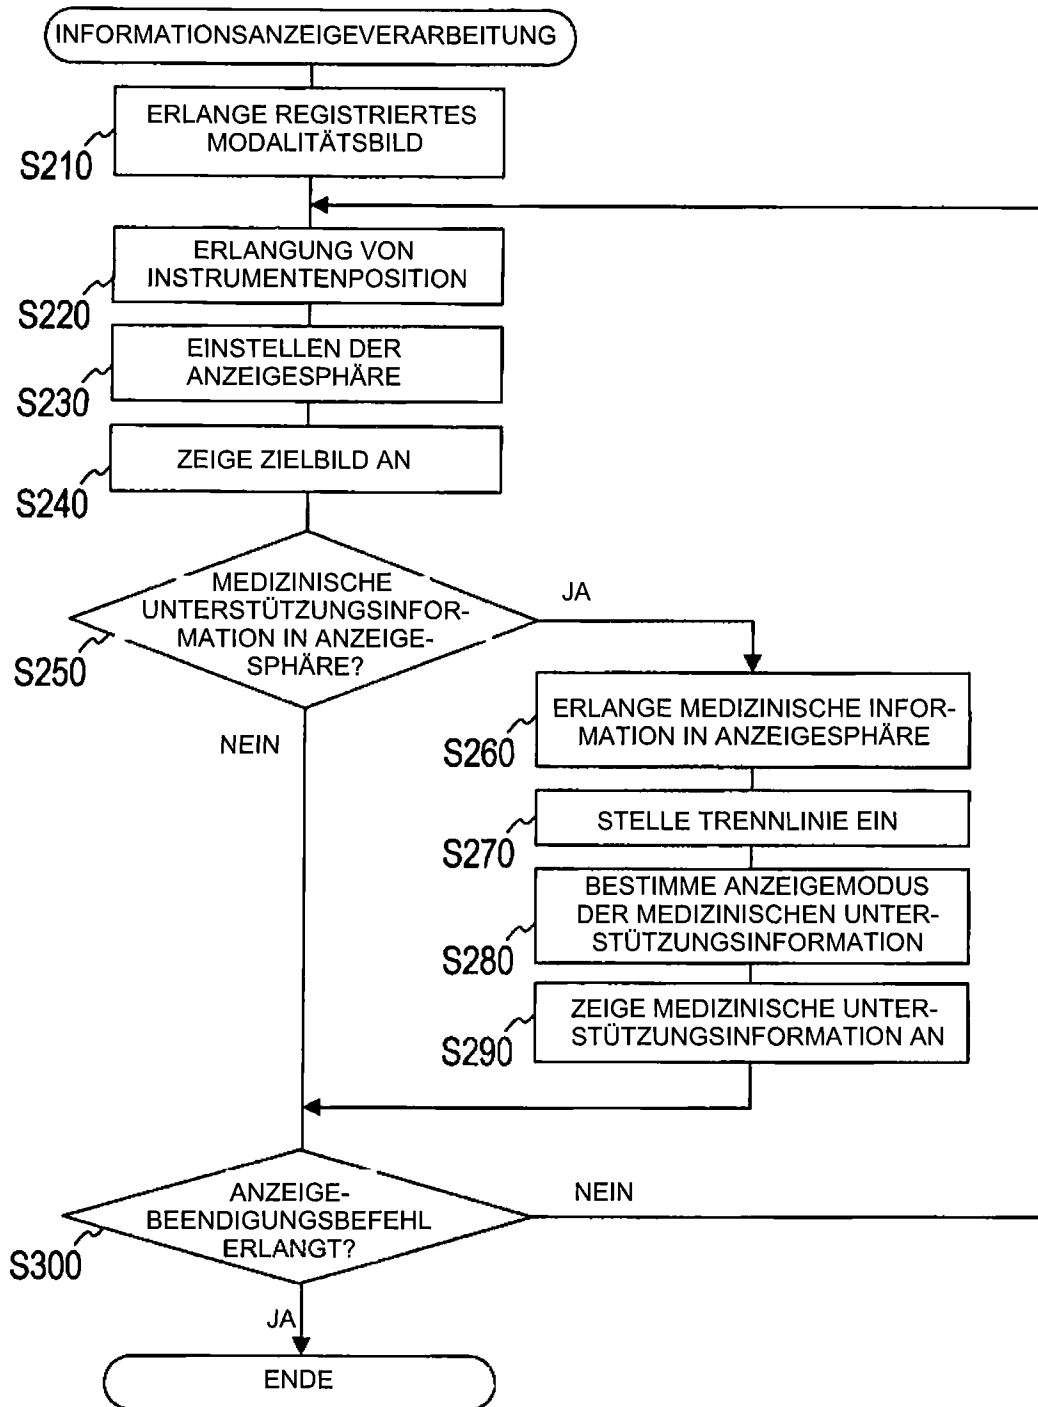 INFORMATIONSANZEIGEVERARBEITUNG
ERLANGE REGISTRIERTES
MODALITÄTSBILD
S210
ERLANGUNG VON
INSTRUMENTENPOSITION
S220
EINSTELLEN DER
ANZEIGESPHÄRE
S230
ZEIGE ZIELBILD AN
S240
MEDIZINISCHE
UNTERSTÜTZUNGSINFOR-
MATION IN ANZEIGE-
SPHÄRE?
S250
JA
NEIN
ERLANGE MEDIZINISCHE INFOR-
MATION IN ANZEIGESPHÄRE
S260
STELLE TRENNLINIE EIN
S270
BESTIMME ANZEIGEMODUS
DER MEDIZINISCHEN UNTER-
STÜTZUNGSINFORMATION
S280
ZEIGE MEDIZINISCHE UNTER-
STÜTZUNGSINFORMATION AN
S290
ANZEIGE-
BEENDIGUNGSBEFEHL
ERLANGT?
S300
NEIN
JA
ENDE